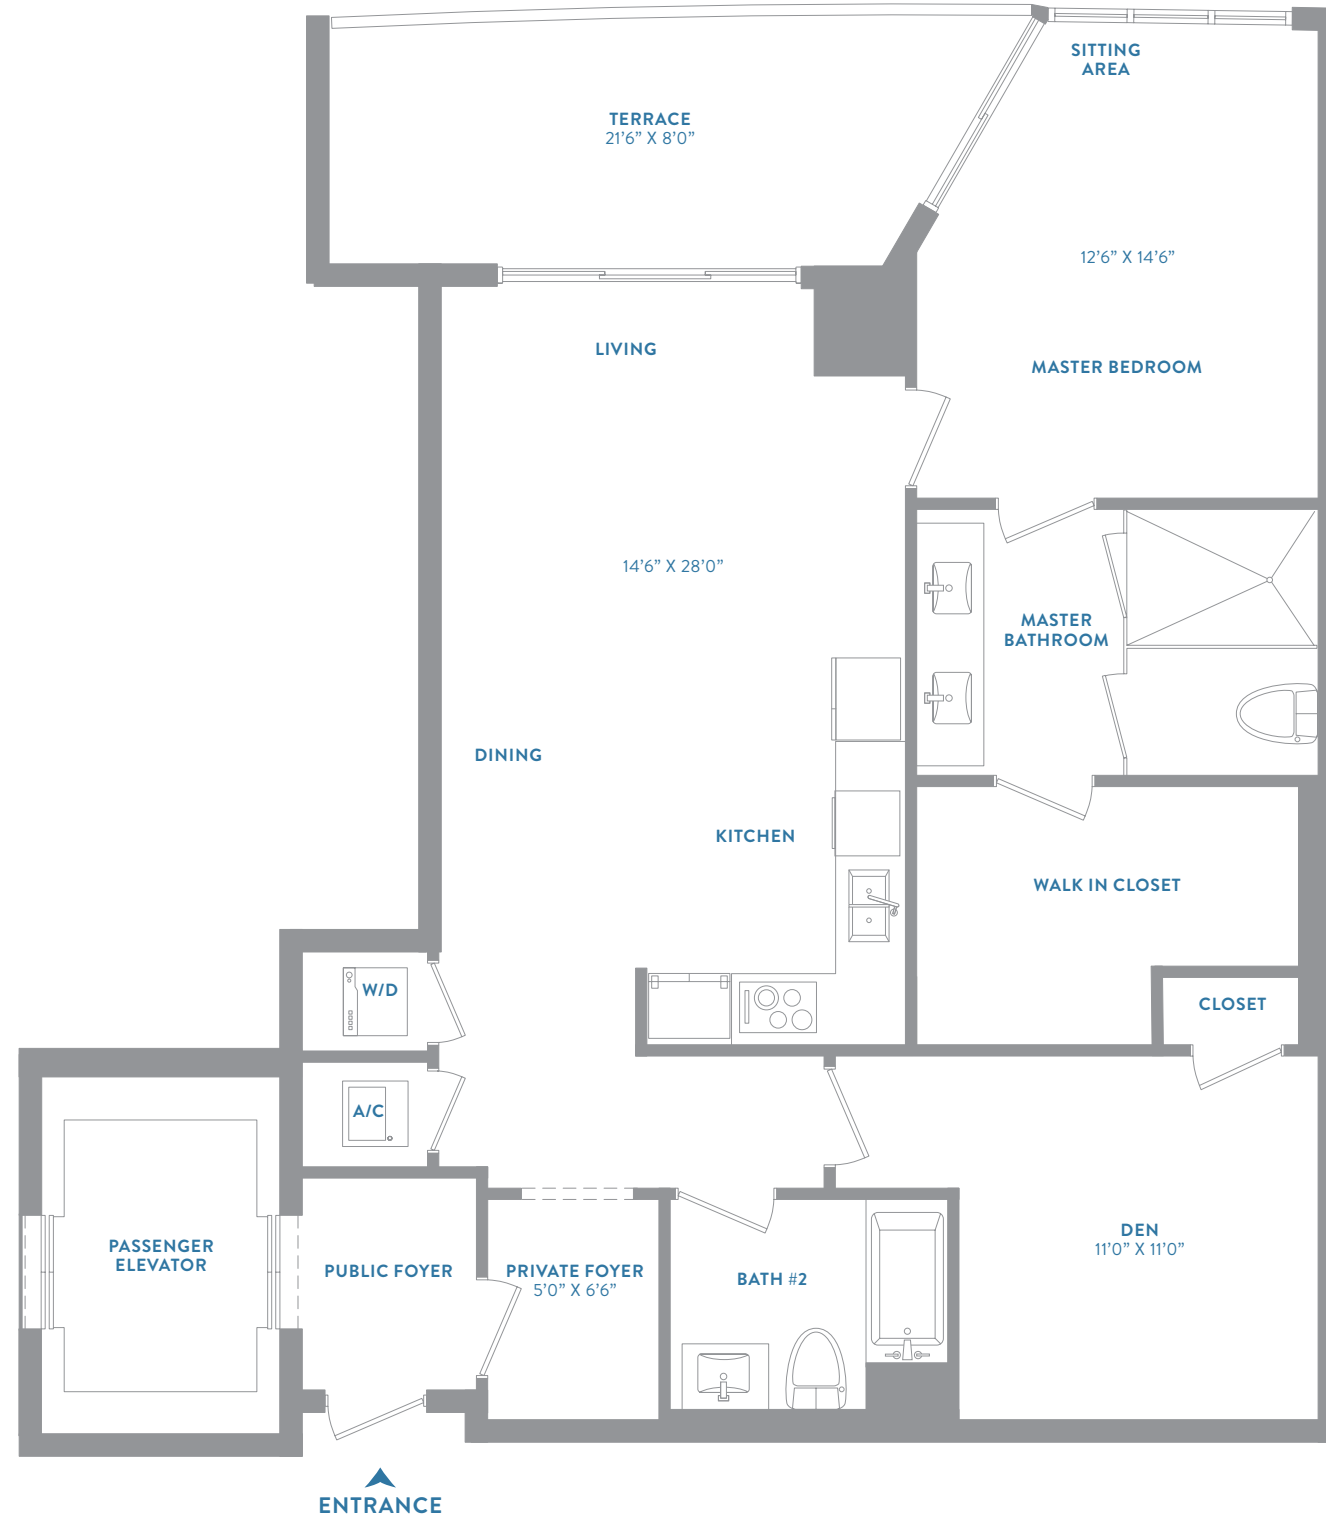 SITTING
AREA
TERRACE
21’6” X 8’0”
12’6” X 14’6”
LIVING
MASTER BEDROOM
14’6” X 28’0”
MASTER
BATHROOM
DINING
KITCHEN
WALK IN CLOSET
W/D
CLOSET
A/C
DEN
11’0” X 11’0”
PASSENGER
ELEVATOR
PUBLIC FOYER
PRIVATE FOYER
5’0” X 6’6”
BATH #2
ENTRANCE